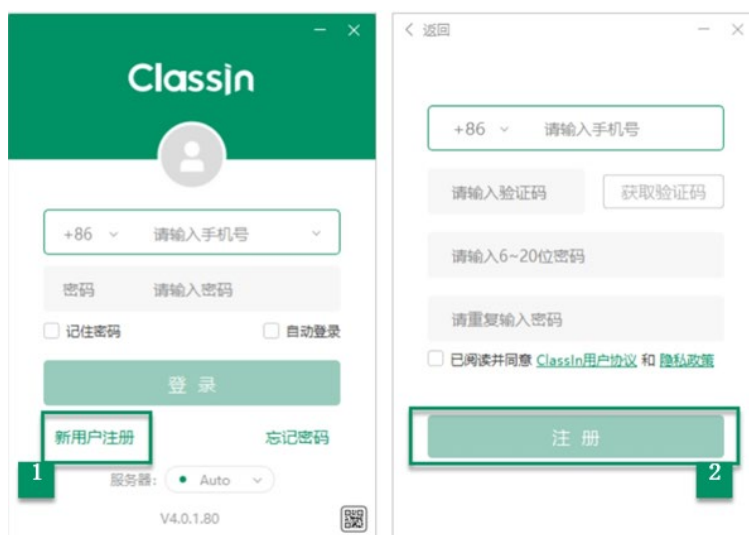 ClassIn
+86 请输入手机号
密码 请输入密码
记住密码 自动登录
登 录
新用户注册 忘记密码
1
服务器: Auto
V4.0.1.80
返回
+86 请输入手机号
请输入验证码 获取验证码
请输入6~20位密码
请重复输入密码
已阅读并同意 ClassIn用户协议 和 隐私政策
注 册
2